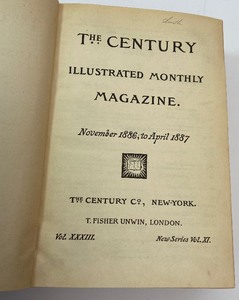 The CENTURY
ILLUSTRATED MONTHLY
MAGAZINE.
November 1886, to April 1887
The CENTURY Co, NEW-YORK.
T. FISHER UNWIN, LONDON.
Vol. XXXIII.
New Series Vol. XI.